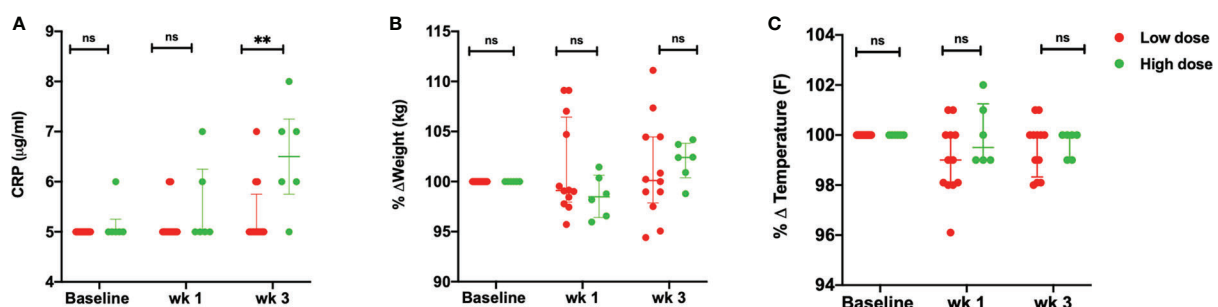 A
CRP (µg/ml)
9
8
7
6
5
4
ns
ns
**
Baseline
wk 1
wk 3
B
% ΔWeight (kg)
115
110
105
100
95
90
ns
ns
ns
Baseline
wk 1
wk 3
C
% Δ Temperature (F)
104
102
100
98
96
94
ns
ns
ns
Baseline
wk 1
wk 3
Low dose
High dose